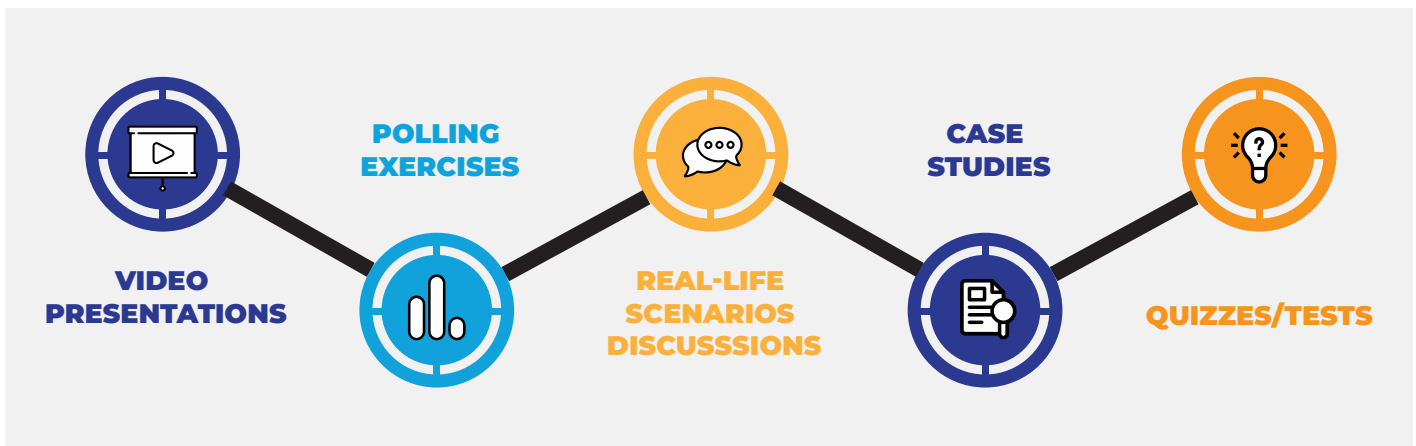 VIDEO
PRESENTATIONS
POLLING
EXERCISES
REAL-LIFE
SCENARIOS
DISCUSSSIONS
CASE
STUDIES
QUIZZES/TESTS
?